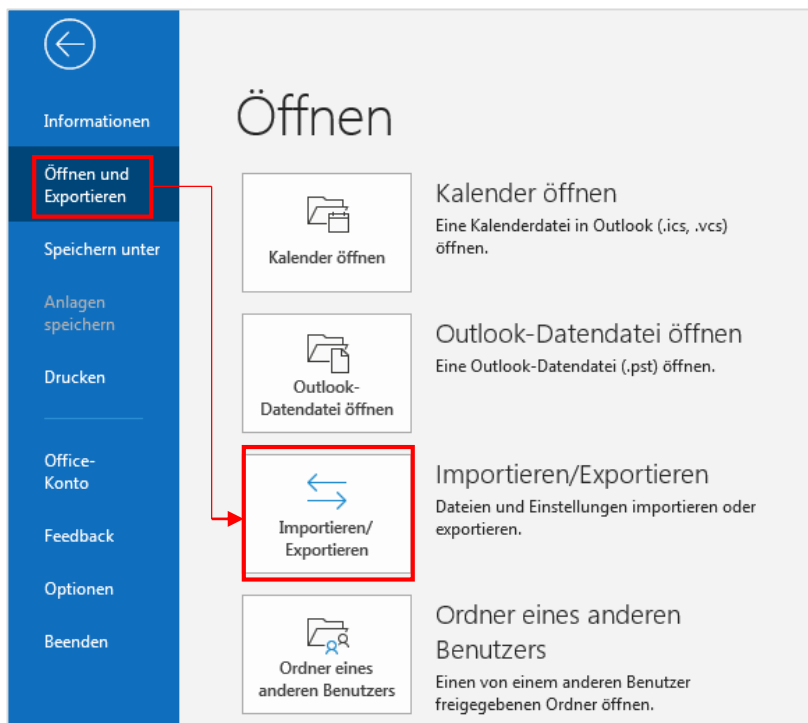 Informationen
Öffnen und
Exportieren
Speichern unter
Anlagen
speichern
Drucken
Office-
Konto
Feedback
Optionen
Beenden
Öffnen
Kalender öffnen
Kalender öffnen
Eine Kalenderdatei in Outlook (.ics, .vcs)
öffnen.
Outlook-
Datendatei öffnen
Outlook-Datendatei öffnen
Eine Outlook-Datendatei (.pst) öffnen.
Importieren/
Exportieren
Importieren/Exportieren
Dateien und Einstellungen importieren oder
exportieren.
Ordner eines
anderen Benutzers
Ordner eines anderen
Benutzers
Einen von einem anderen Benutzer
freigegebenen Ordner öffnen.